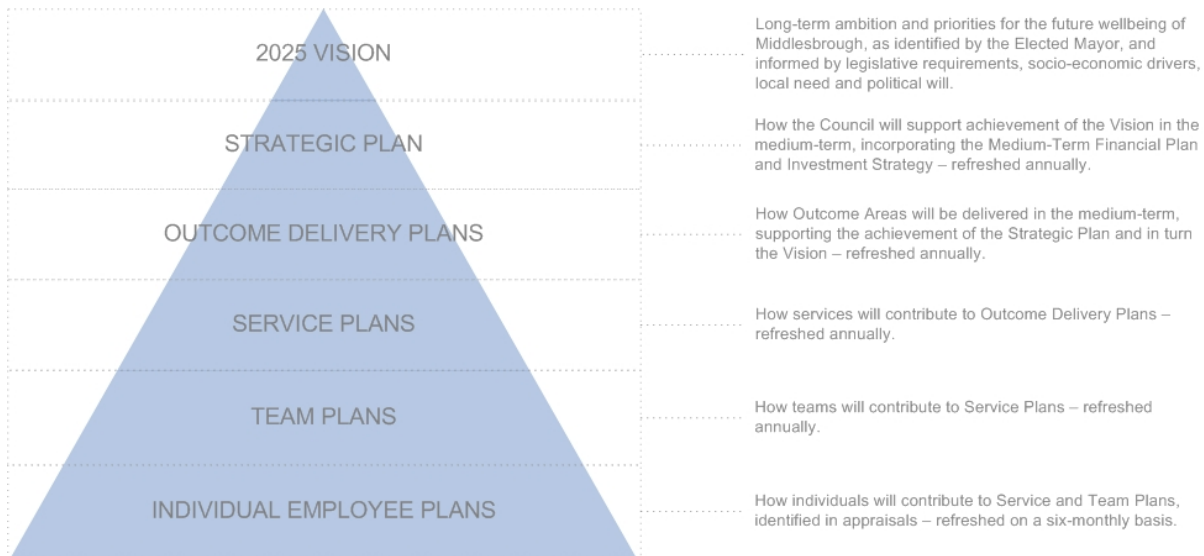 2025 VISION
Long-term ambition and priorities for the future wellbeing of
Middlesbrough, as identified by the Elected Mayor, and
informed by legislative requirements, socio-economic drivers,
local need and political will.
STRATEGIC PLAN
How the Council will support achievement of the Vision in the
medium-term, incorporating the Medium-Term Financial Plan
and Investment Strategy – refreshed annually.
OUTCOME DELIVERY PLANS
How Outcome Areas will be delivered in the medium-term,
supporting the achievement of the Strategic Plan and in turn
the Vision – refreshed annually.
SERVICE PLANS
How services will contribute to Outcome Delivery Plans –
refreshed annually.
TEAM PLANS
How teams will contribute to Service Plans – refreshed
annually.
INDIVIDUAL EMPLOYEE PLANS
How individuals will contribute to Service and Team Plans,
identified in appraisals – refreshed on a six-monthly basis.